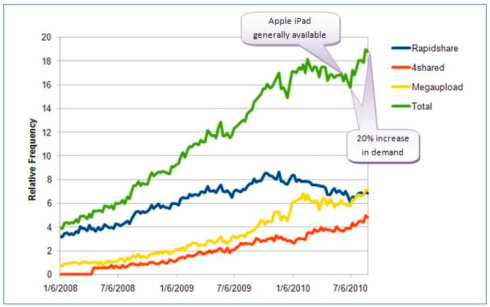 Apple iPad
generally available
20
18
16
14
12
10
8
6
4
2
0
Relative Frequency
1/6/2008
7/6/2008
1/6/2009
7/6/2009
1/6/2010
7/6/2010
Rapidshare
4shared
Megaupload
Total
20% increase
in demand